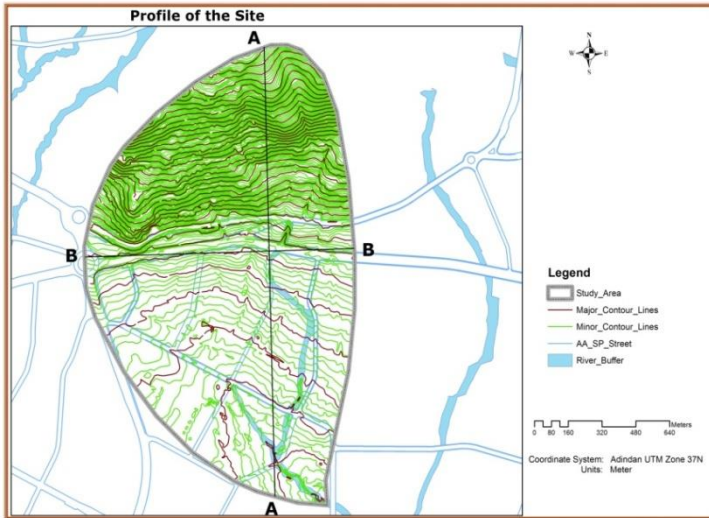 Profile of the Site
A
N
W E
S
B
B
Legend
Study_Area
Major_Contour_Lines
Minor_Contour_Lines
AA_SP_Street
River_Buffer
Meters
0 80 160 320 480 640
Coordinate System: Adindan UTM Zone 37N
Units: Meter
A